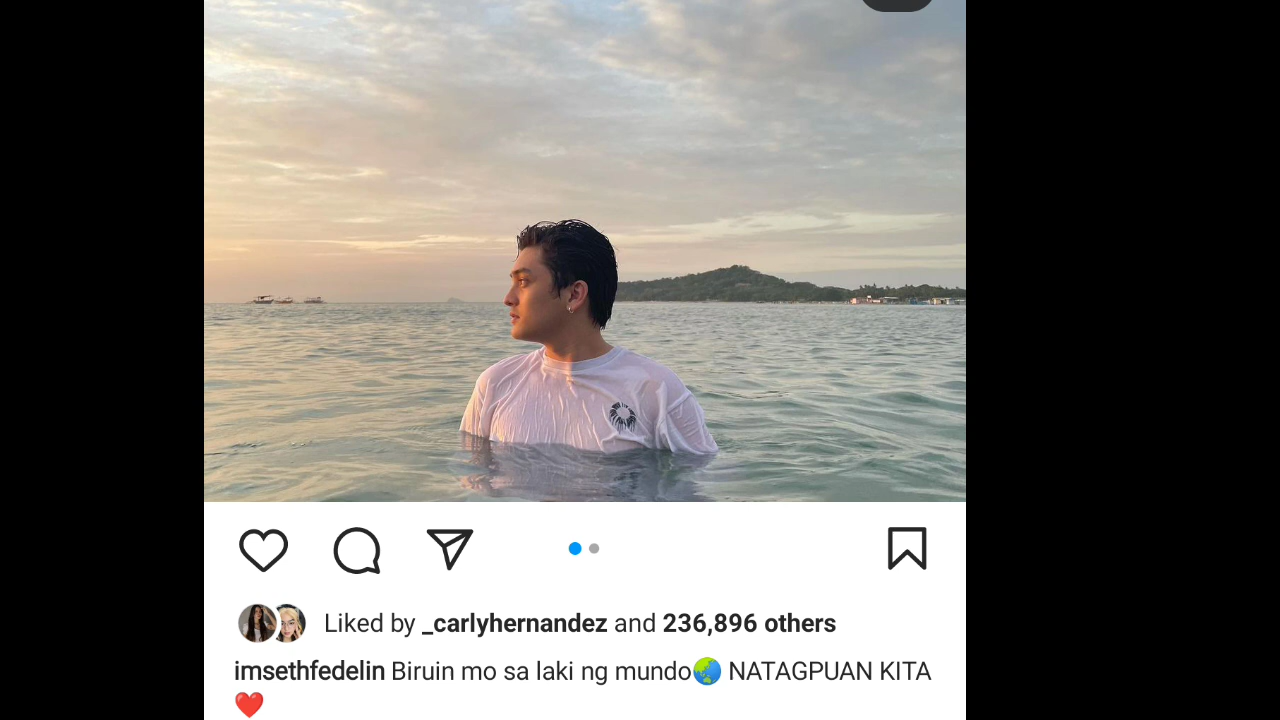 Liked by _carlyhernandez and 236,896 others
imsethfedelin Biruin mo sa laki ng mundo🌏 NATAGPUAN KITA
❤️